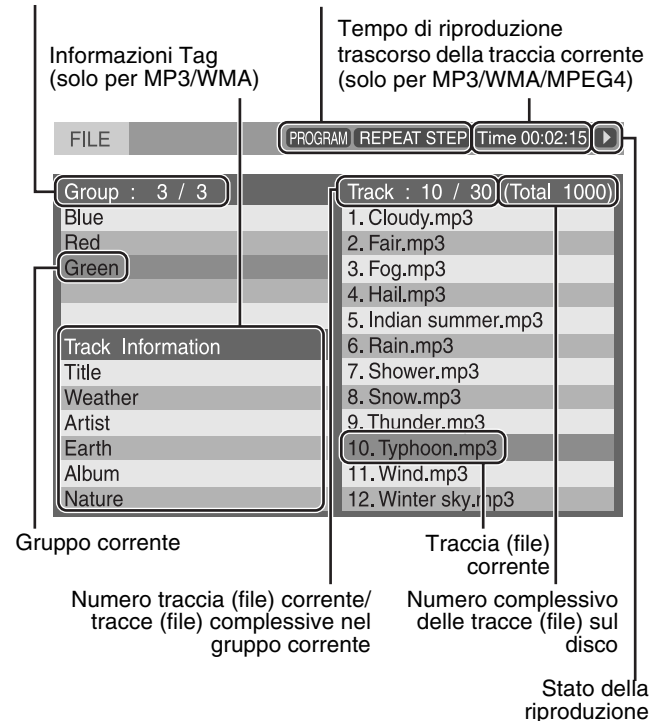 Informazioni Tag
(solo per MP3/WMA)
Tempo di riproduzione
trascorso della traccia corrente
(solo per MP3/WMA/MPEG4)
FILE
PROGRAM REPEAT STEP Time 00:02:15
Group : 3 / 3
Blue
Red
Green
Track Information
Title
Weather
Artist
Earth
Album
Nature
Track : 10 / 30 (Total 1000)
1. Cloudy.mp3
2. Fair.mp3
3. Fog.mp3
4. Hail.mp3
5. Indian summer.mp3
6. Rain.mp3
7. Shower.mp3
8. Snow.mp3
9. Thunder.mp3
10. Typhoon.mp3
11. Wind.mp3
12. Winter sky.mp3
Gruppo corrente
Traccia (file)
corrente
Numero traccia (file) corrente/
tracce (file) complessive nel
gruppo corrente
Numero complessivo
delle tracce (file) sul
disco
Stato della
riproduzione